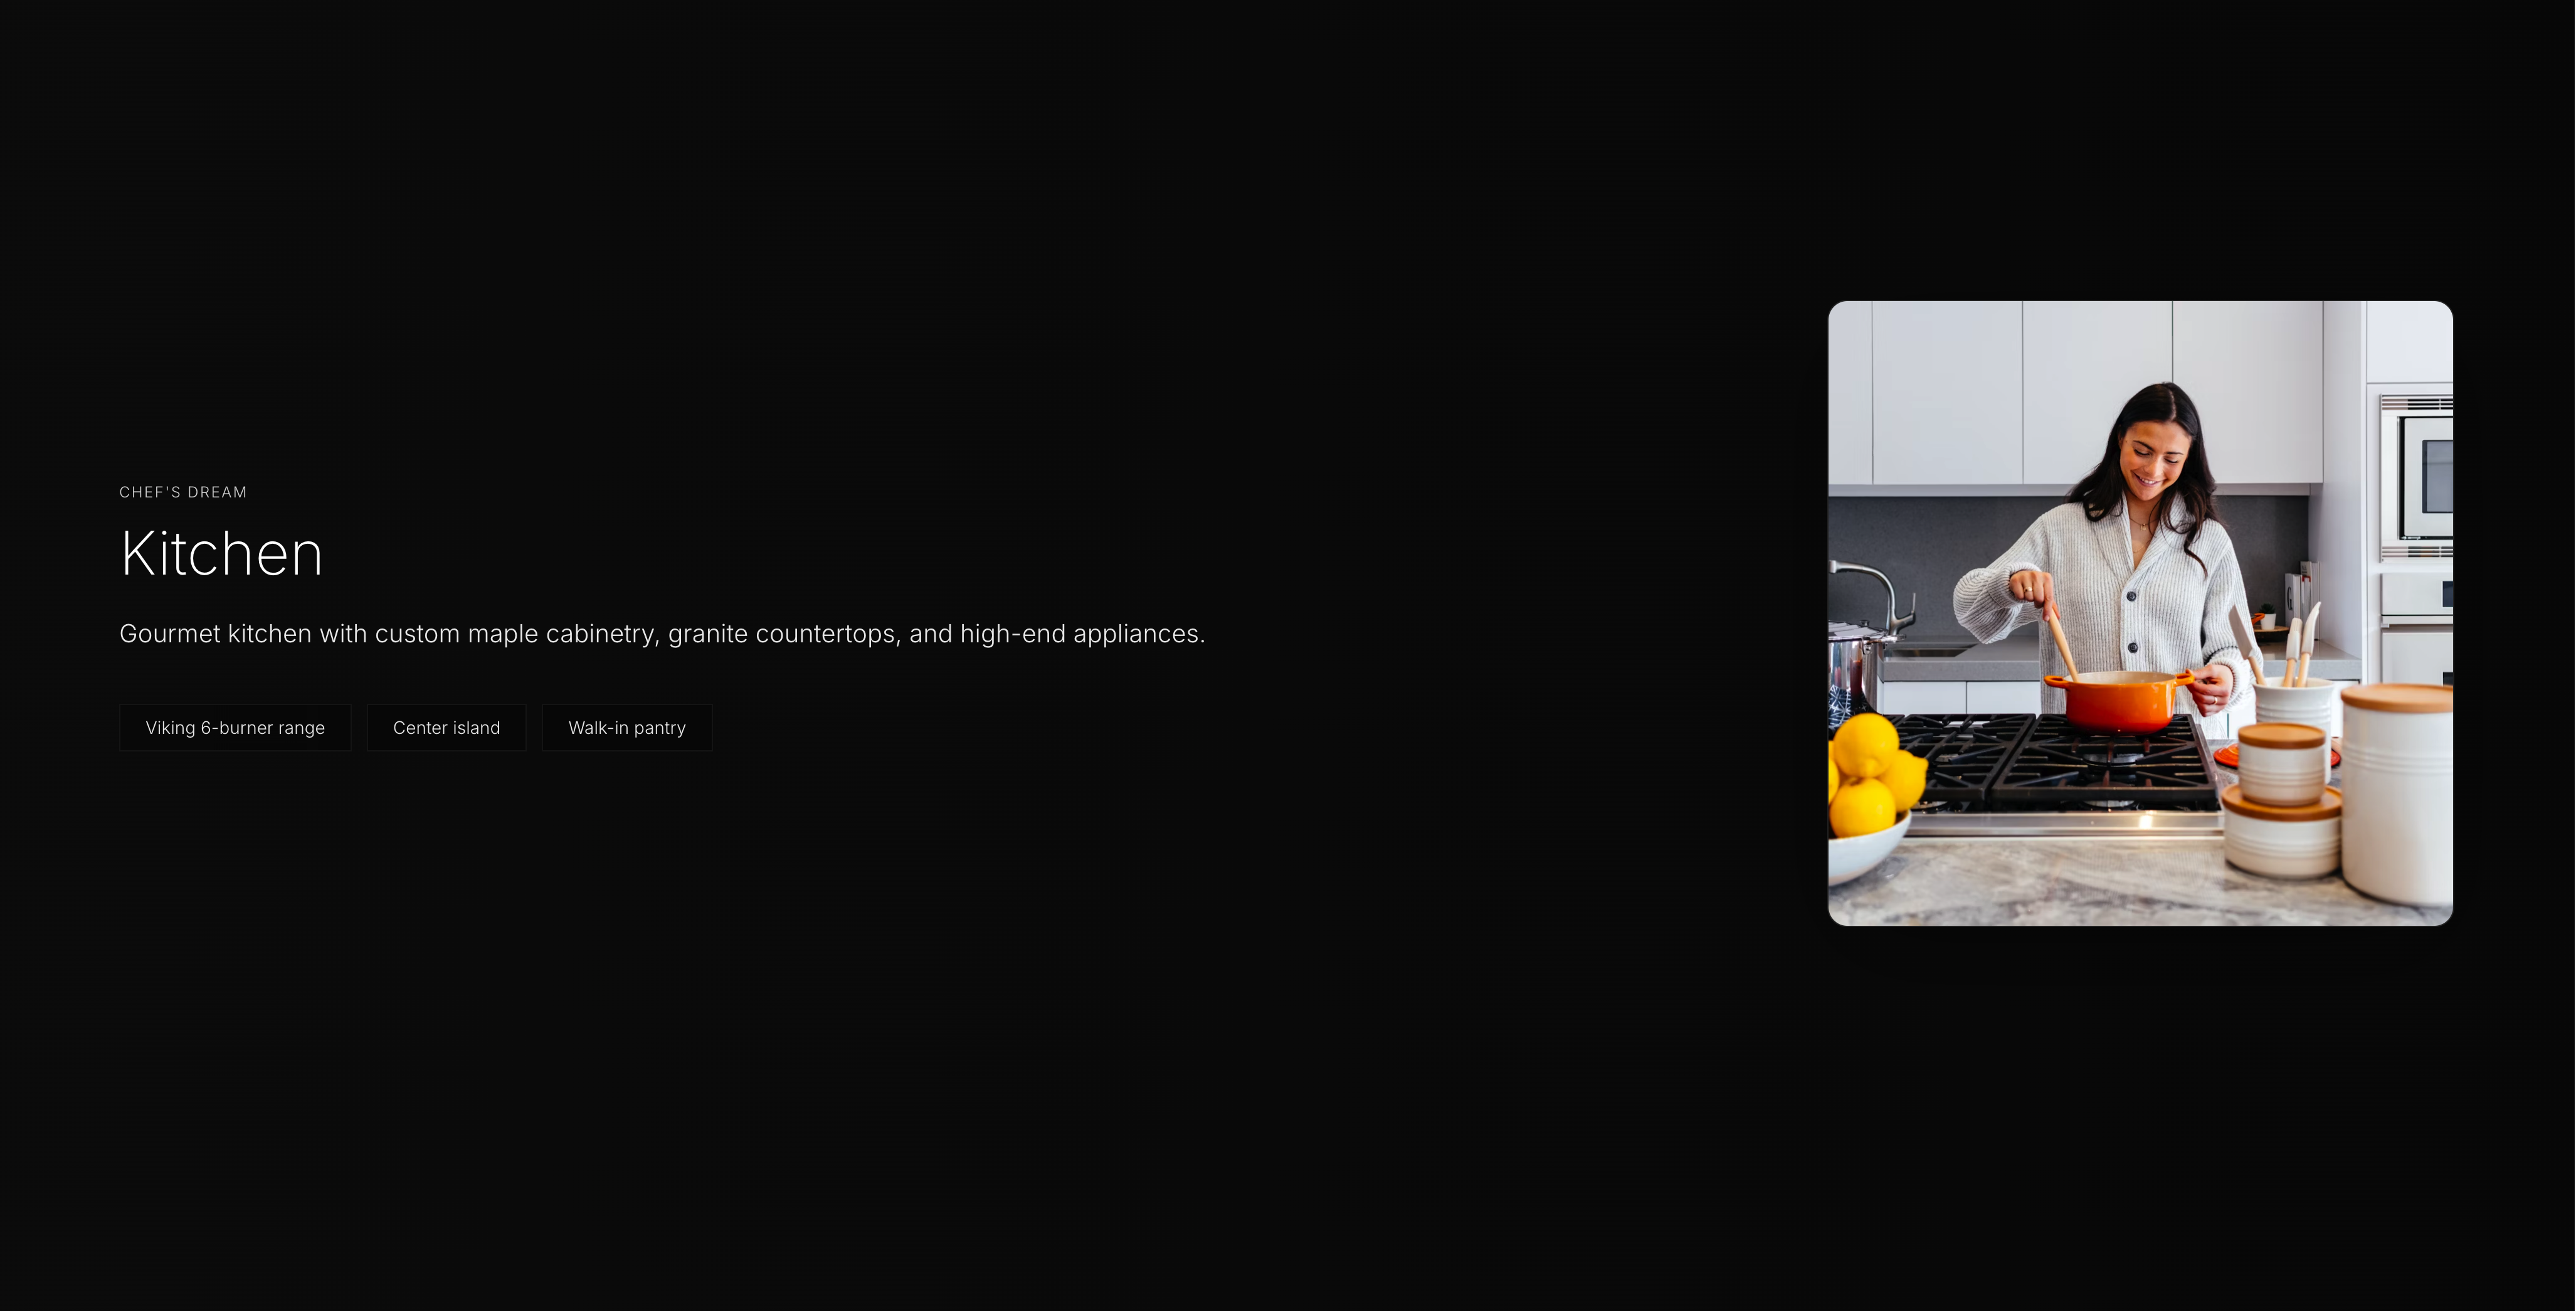 CHEF'S DREAM
Kitchen
Gourmet kitchen with custom maple cabinetry, granite countertops, and high-end appliances.
Viking 6-burner range
Center island
Walk-in pantry